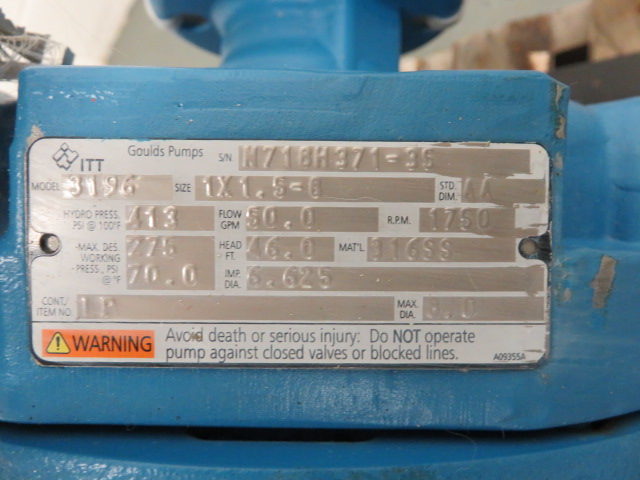 ITT Goulds Pumps S/N. N718H371-35
MODEL 3196 SIZE 1X1.5-8 STD. DIM. AA
HYDRO PRESS. PSI @ 100°F 413 FLOW GPM 50.0 R.P.M. 1750
MAX. DES. WORKING PRESS., PSI 275 HEAD FT. 46.0 MAT'L. 316SS
@ °F 70.0 IMP. DIA. 6.625
CONT./ ITEM NO. 1P MAX. DIA. 8.0
WARNING Avoid death or serious injury: Do NOT operate
pump against closed valves or blocked lines. A09355A